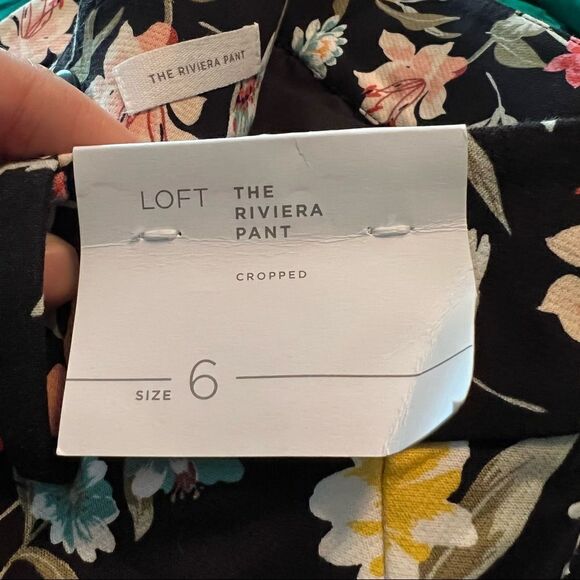 THE RIVIERA PANT
LOFT
THE
RIVIERA
PANT
CROPPED
SIZE 6